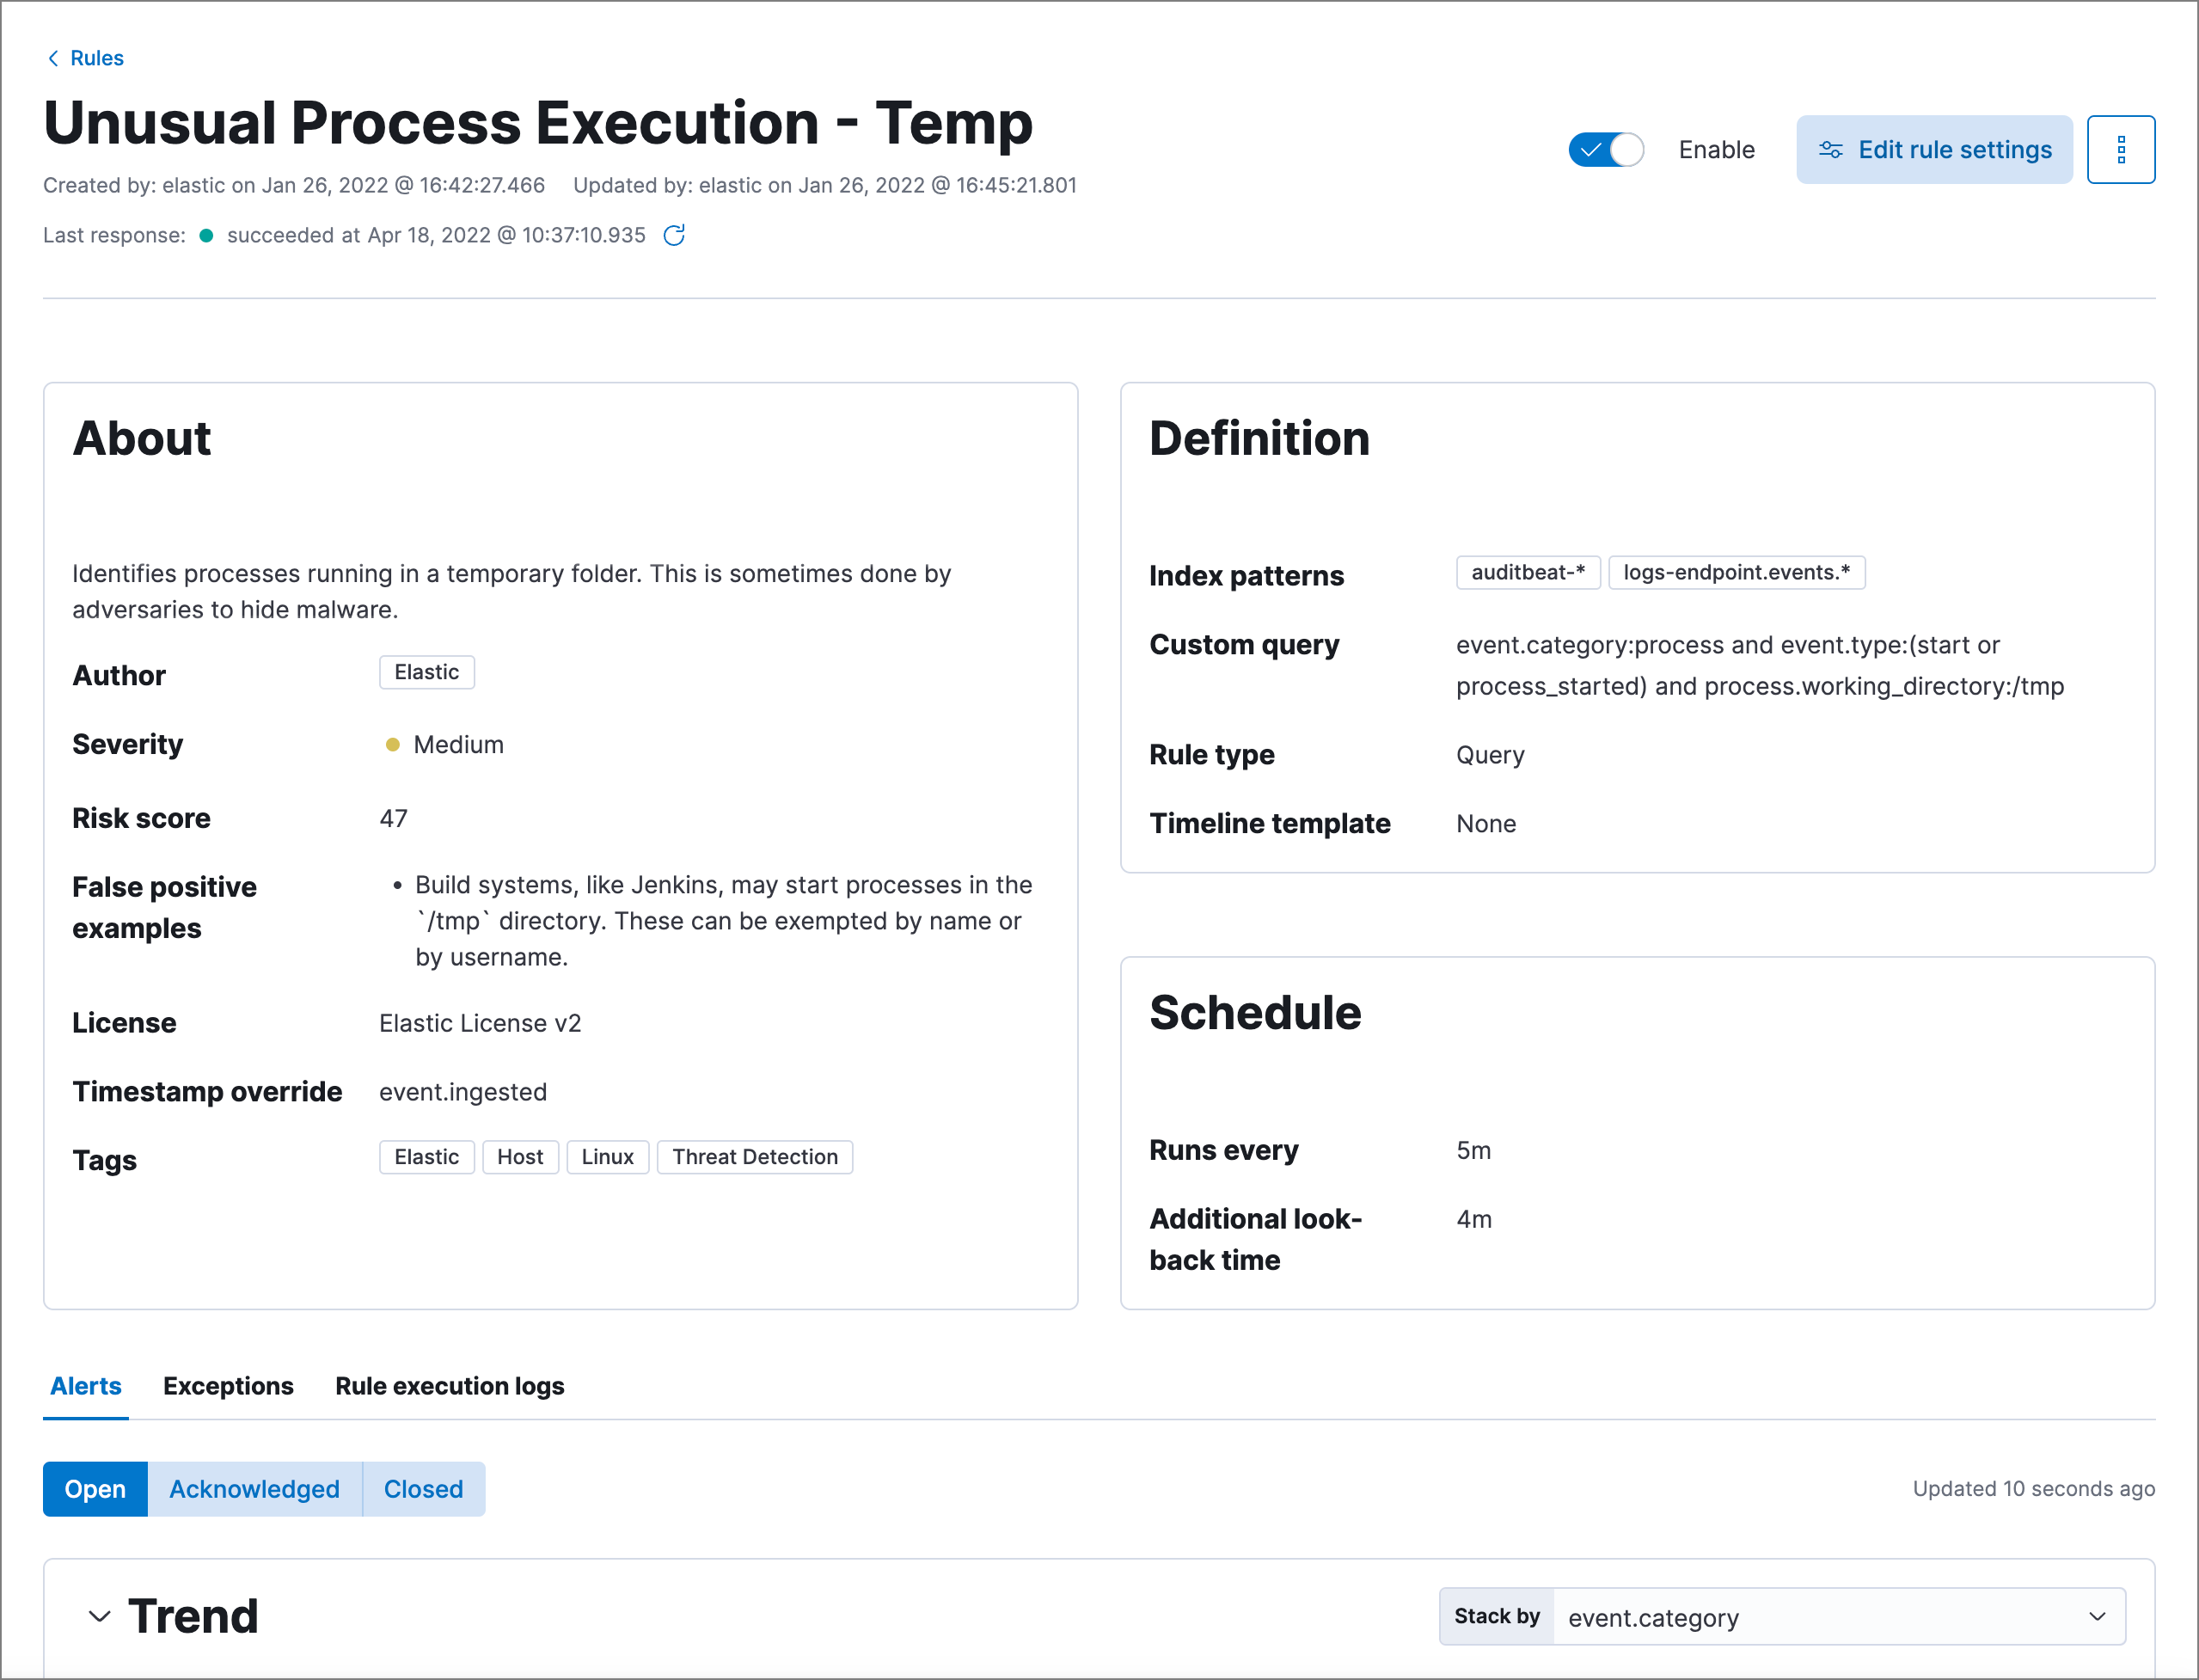 Rules
Unusual Process Execution - Temp
Created by: elastic on Jan 26, 2022 @ 16:42:27.466 Updated by: elastic on Jan 26, 2022 @ 16:45:21.801
Last response: succeeded at Apr 18, 2022 @ 10:37:10.935
Enable
Edit rule settings
About
Identifies processes running in a temporary folder. This is sometimes done by
adversaries to hide malware.
Author Elastic
Severity Medium
Risk score 47
False positive
examples
• Build systems, like Jenkins, may start processes in the
`/tmp` directory. These can be exempted by name or
by username.
License Elastic License v2
Timestamp override event.ingested
Tags Elastic Host Linux Threat Detection
Definition
Index patterns auditbeat-* logs-endpoint.events.*
Custom query event.category:process and event.type:(start or
process_started) and process.working_directory:/tmp
Rule type Query
Timeline template None
Schedule
Runs every 5m
Additional look-
back time
4m
Alerts Exceptions Rule execution logs
Open Acknowledged Closed
Updated 10 seconds ago
Trend
Stack by event.category